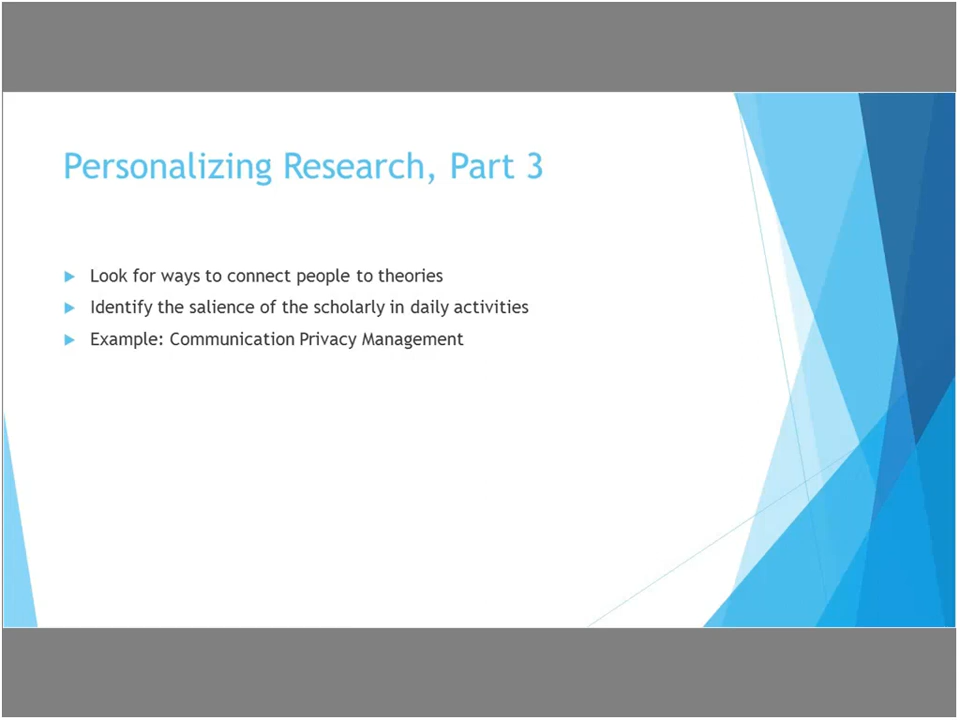 Personalizing Research, Part 3
Look for ways to connect people to theories
Identify the salience of the scholarly in daily activities
Example: Communication Privacy Management